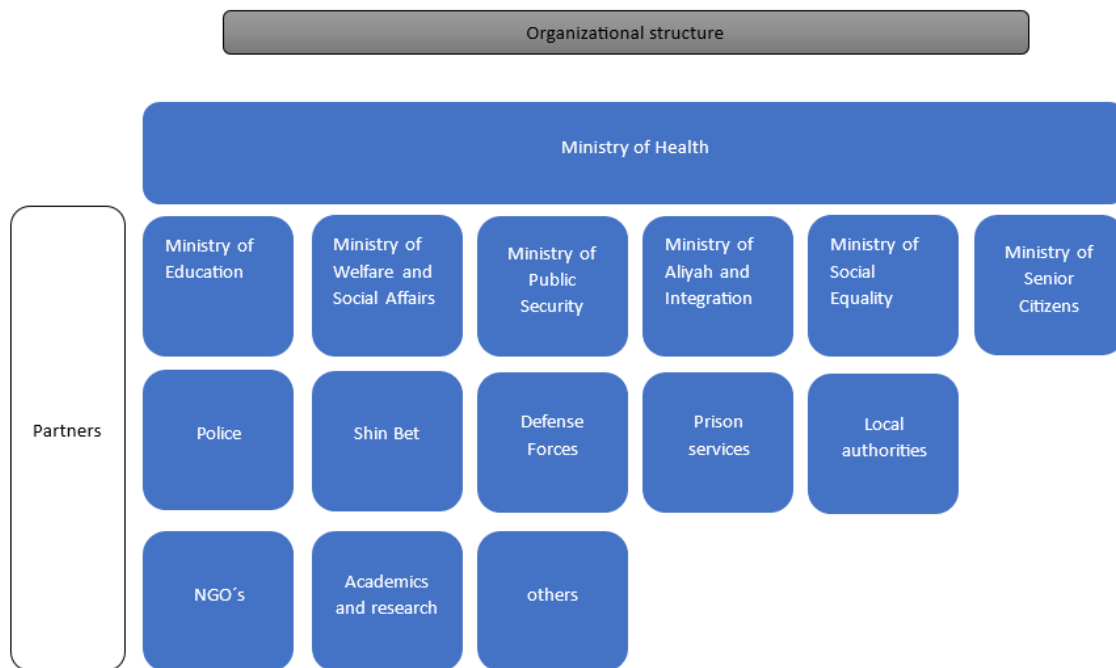 Organizational structure
Ministry of Health
Partners
Ministry of
Education
Ministry of
Welfare and
Social Affairs
Ministry of
Public
Security
Ministry of
Aliyah and
Integration
Ministry of
Social
Equality
Ministry of
Senior
Citizens
Police
Shin Bet
Defense
Forces
Prison
services
Local
authorities
NGO´s
Academics
and research
others